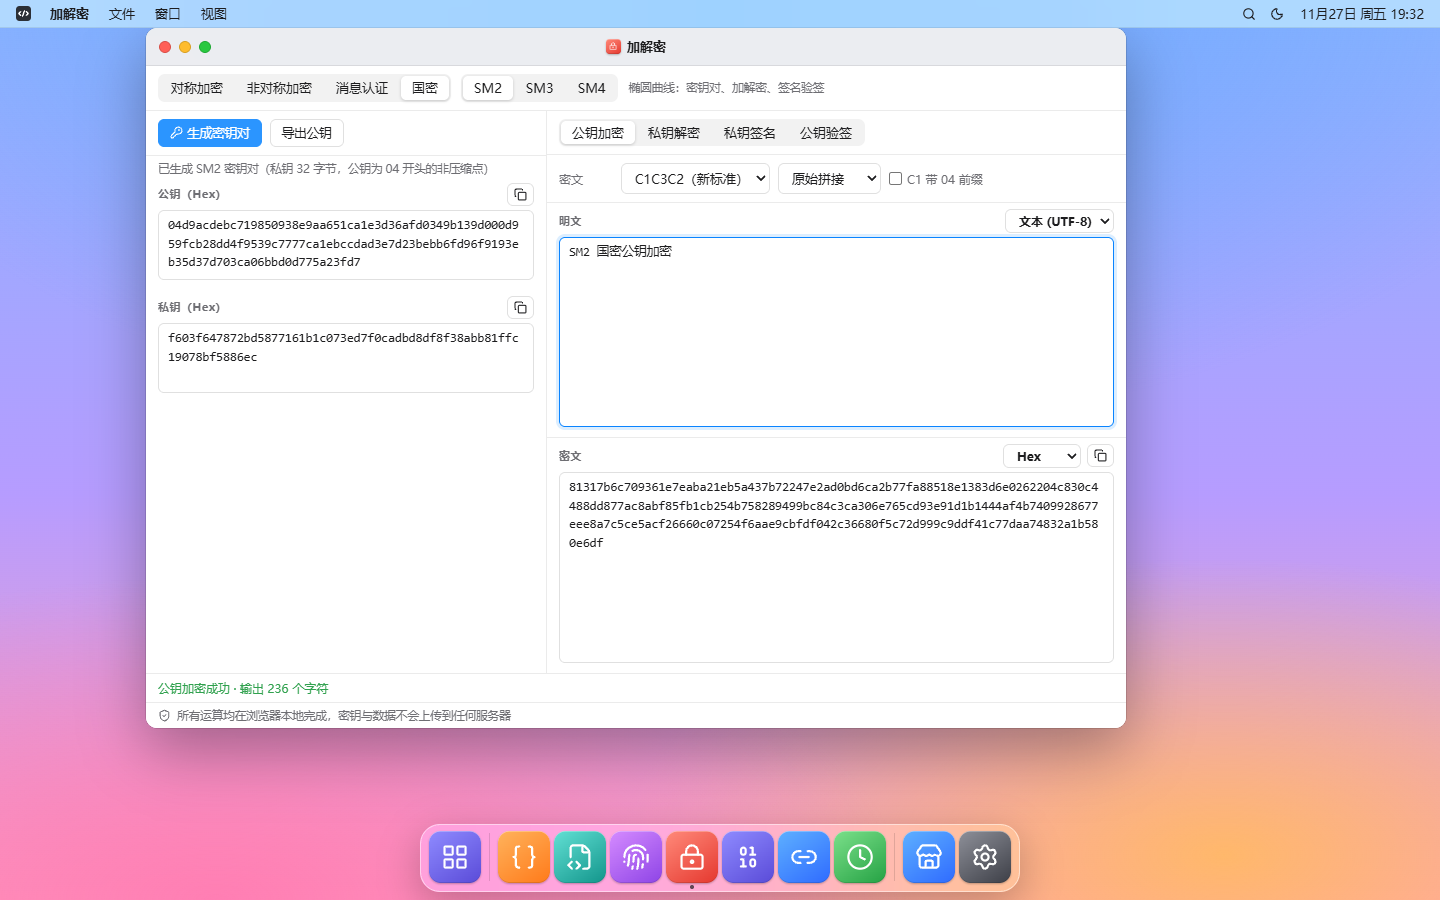 加解密 文件 窗口 视图 11月27日 周五 19:32
加解密
对称加密 非对称加密 消息认证 国密 SM2 SM3 SM4 椭圆曲线：密钥对、加解密、签名验签
生成密钥对 导出公钥
公钥加密 私钥解密 私钥签名 公钥验签
已生成 SM2 密钥对（私钥 32 字节，公钥为 04 开头的非压缩点）
密文 C1C3C2（新标准） 原始拼接 C1 带 04 前缀
公钥（Hex）
04d9acdebc719850938e9aa651ca1e3d36afd0349b139d000d9
59fcb28dd4f9539c7777ca1ebccdad3e7d23bebb6fd96f9193e
b35d37d703ca06bbd0d775a23fd7
私钥（Hex）
f603f647872bd5877161b1c073ed7f0cadbd8df8f38abb81ffc
19078bf5886ec
明文 文本 (UTF-8)
SM2 国密公钥加密
密文 Hex
81317b6c709361e7eaba21eb5a437b72247e2ad0bd6ca2b77fa88518e1383d6e0262204c830c4
488dd877ac8abf85fb1cb254b758289499bc84c3ca306e765cd93e91d1b1444af4b7409928677
eee8a7c5ce5acf26660c07254f6aae9cbfdf042c36680f5c72d999c9ddf41c77daa74832a1b58
0e6df
公钥加密成功 · 输出 236 个字符
所有运算均在浏览器本地完成，密钥与数据不会上传到任何服务器
01
10